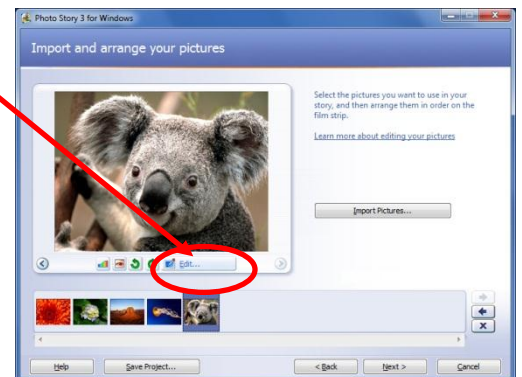 Photo Story 3 for Windows
Import and arrange your pictures
Select the pictures you want to use in your
story, and then arrange them in order on the
film strip.
Learn more about editing your pictures
Import Pictures...
Edit...
Help
Save Project...
< Back
Next >
Cancel